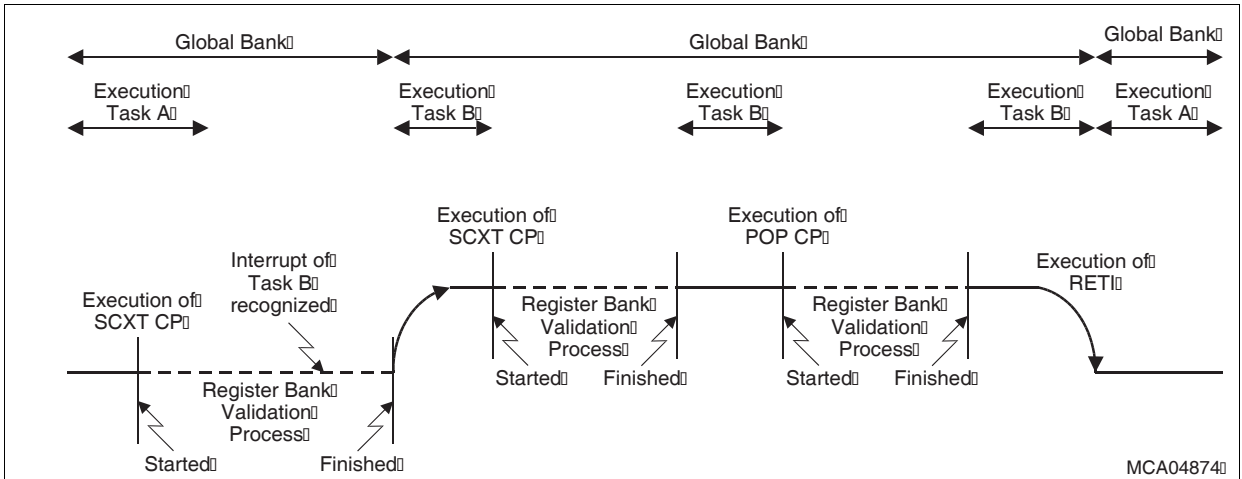 Global Bank
Global Bank
Global Bank
Execution
Task A
Execution
Task B
Execution
Task B
Execution
Task B
Execution
Task A
Execution of
SCXT CP
Interrupt of
Task B
recognized
Execution of
SCXT CP
Execution of
POP CP
Execution of
RETI
Register Bank
Validation
Process
Started
Finished
Register Bank
Validation
Process
Started
Finished
Register Bank
Validation
Process
Started
Finished
MCA04874